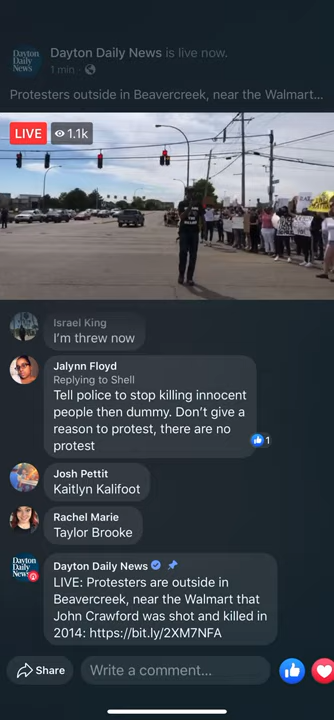 Dayton Daily News
Dayton Daily News is live now.
1 min ·
Protesters outside in Beavercreek, near the Walmart...
LIVE 1.1k
Israel King
I'm threw now
Jalynn Floyd
Replying to Shell
Tell police to stop killing innocent
people then dummy. Don't give a
reason to protest, there are no
protest
1
Josh Pettit
Kaitlyn Kalifoot
Rachel Marie
Taylor Brooke
Dayton Daily News
Dayton Daily News
LIVE: Protesters are outside in
Beavercreek, near the Walmart that
John Crawford was shot and killed in
2014: https://bit.ly/2XM7NFA
Share
Write a comment...